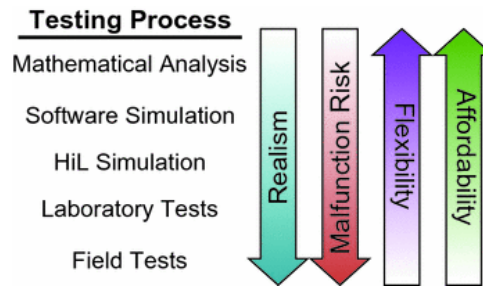 Testing Process
Mathematical Analysis
Software Simulation
HiL Simulation
Laboratory Tests
Field Tests
Realism
Malfunction Risk
Flexibility
Affordability